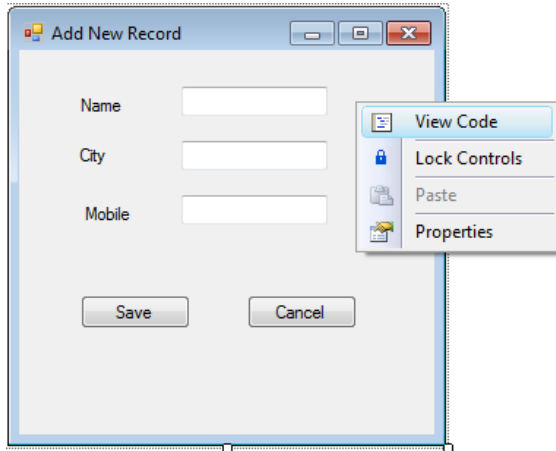 Add New Record
Name
City
Mobile
Save
Cancel
View Code
Lock Controls
Paste
Properties